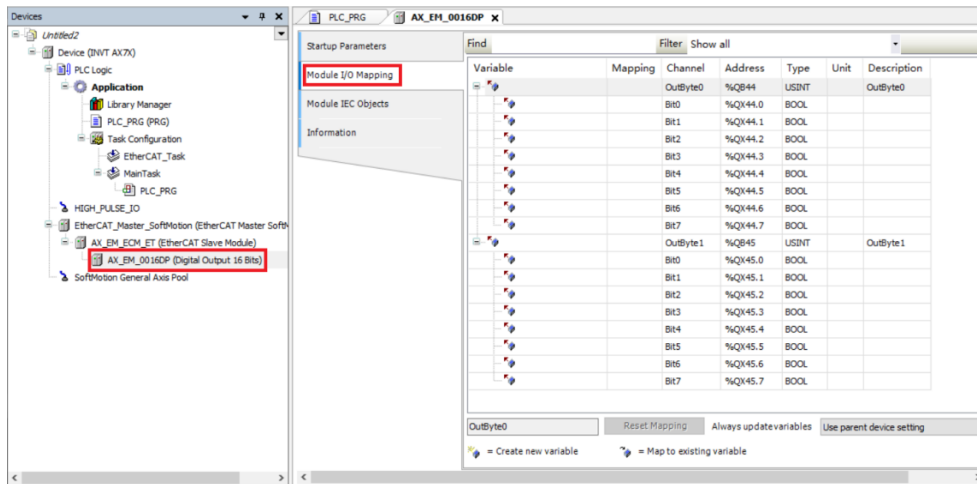 Devices
Untitled2
Device (INVT AX7X)
PLC Logic
Application
Library Manager
PLC_PRG (PRG)
Task Configuration
EtherCAT_Task
MainTask
PLC_PRG
HIGH_PULSE_IO
EtherCAT_Master_SoftMotion (EtherCAT Master SoftM
AX_EM_ECM_ET (EtherCAT Slave Module)
AX_EM_0016DP (Digital Output 16 Bits)
SoftMotion General Axis Pool
PLC_PRG AX_EM_0016DP
Startup Parameters
Module I/O Mapping
Module IEC Objects
Information
Find Filter Show all
Variable Mapping Channel Address Type Unit Description
OutByte0 %QB44 USINT OutByte0
Bit0 %QX44.0 BOOL
Bit1 %QX44.1 BOOL
Bit2 %QX44.2 BOOL
Bit3 %QX44.3 BOOL
Bit4 %QX44.4 BOOL
Bit5 %QX44.5 BOOL
Bit6 %QX44.6 BOOL
Bit7 %QX44.7 BOOL
OutByte1 %QB45 USINT OutByte1
Bit0 %QX45.0 BOOL
Bit1 %QX45.1 BOOL
Bit2 %QX45.2 BOOL
Bit3 %QX45.3 BOOL
Bit4 %QX45.4 BOOL
Bit5 %QX45.5 BOOL
Bit6 %QX45.6 BOOL
Bit7 %QX45.7 BOOL
OutByte0 Reset Mapping Always update variables Use parent device setting
= Create new variable = Map to existing variable